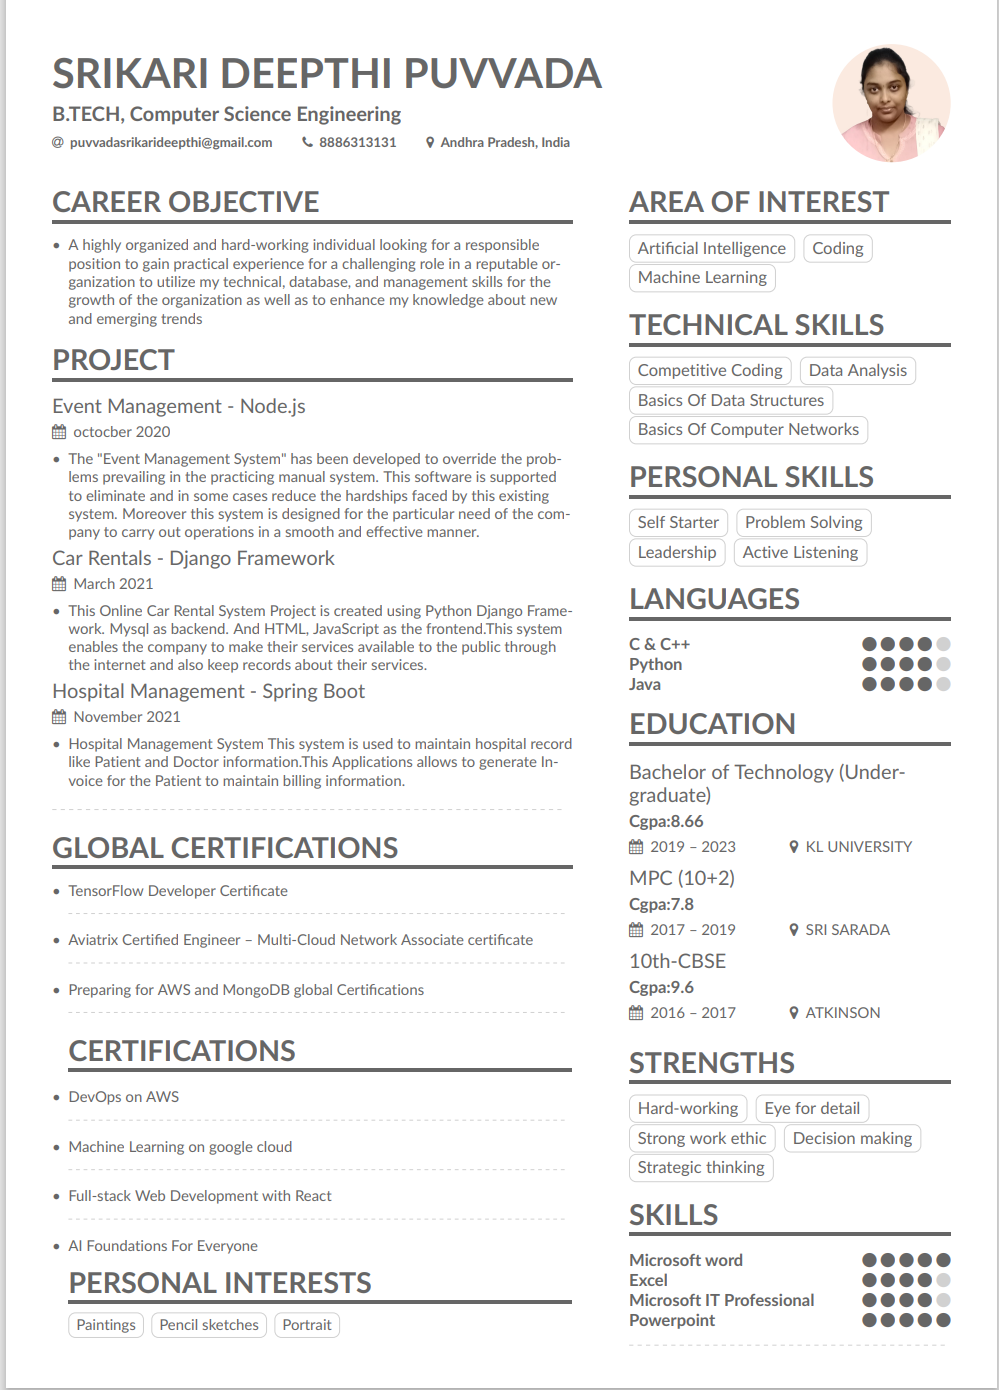 SRIKARI DEEPTHI PUVVADA
B.TECH, Computer Science Engineering
@ puvvadasrikarideepthi@gmail.com 8886313131 Andhra Pradesh, India
CAREER OBJECTIVE
• A highly organized and hard-working individual looking for a responsible
position to gain practical experience for a challenging role in a reputable or-
ganization to utilize my technical, database, and management skills for the
growth of the organization as well as to enhance my knowledge about new
and emerging trends
PROJECT
Event Management - Node.js
octocber 2020
• The "Event Management System" has been developed to override the prob-
lems prevailing in the practicing manual system. This software is supported
to eliminate and in some cases reduce the hardships faced by this existing
system. Moreover this system is designed for the particular need of the com-
pany to carry out operations in a smooth and effective manner.
Car Rentals - Django Framework
March 2021
• This Online Car Rental System Project is created using Python Django Frame-
work. Mysql as backend. And HTML, JavaScript as the frontend.This system
enables the company to make their services available to the public through
the internet and also keep records about their services.
Hospital Management - Spring Boot
November 2021
• Hospital Management System This system is used to maintain hospital record
like Patient and Doctor information.This Applications allows to generate In-
voice for the Patient to maintain billing information.
GLOBAL CERTIFICATIONS
• TensorFlow Developer Certificate
• Aviatrix Certified Engineer – Multi-Cloud Network Associate certificate
• Preparing for AWS and MongoDB global Certifications
CERTIFICATIONS
• DevOps on AWS
• Machine Learning on google cloud
• Full-stack Web Development with React
• AI Foundations For Everyone
PERSONAL INTERESTS
Paintings Pencil sketches Portrait
AREA OF INTEREST
Artificial Intelligence Coding
Machine Learning
TECHNICAL SKILLS
Competitive Coding Data Analysis
Basics Of Data Structures
Basics Of Computer Networks
PERSONAL SKILLS
Self Starter Problem Solving
Leadership Active Listening
LANGUAGES
C & C++
Python
Java
EDUCATION
Bachelor of Technology (Under-
graduate)
Cgpa:8.66
2019 – 2023 KL UNIVERSITY
MPC (10+2)
Cgpa:7.8
2017 – 2019 SRI SARADA
10th-CBSE
Cgpa:9.6
2016 – 2017 ATKINSON
STRENGTHS
Hard-working Eye for detail
Strong work ethic Decision making
Strategic thinking
SKILLS
Microsoft word
Excel
Microsoft IT Professional
Powerpoint